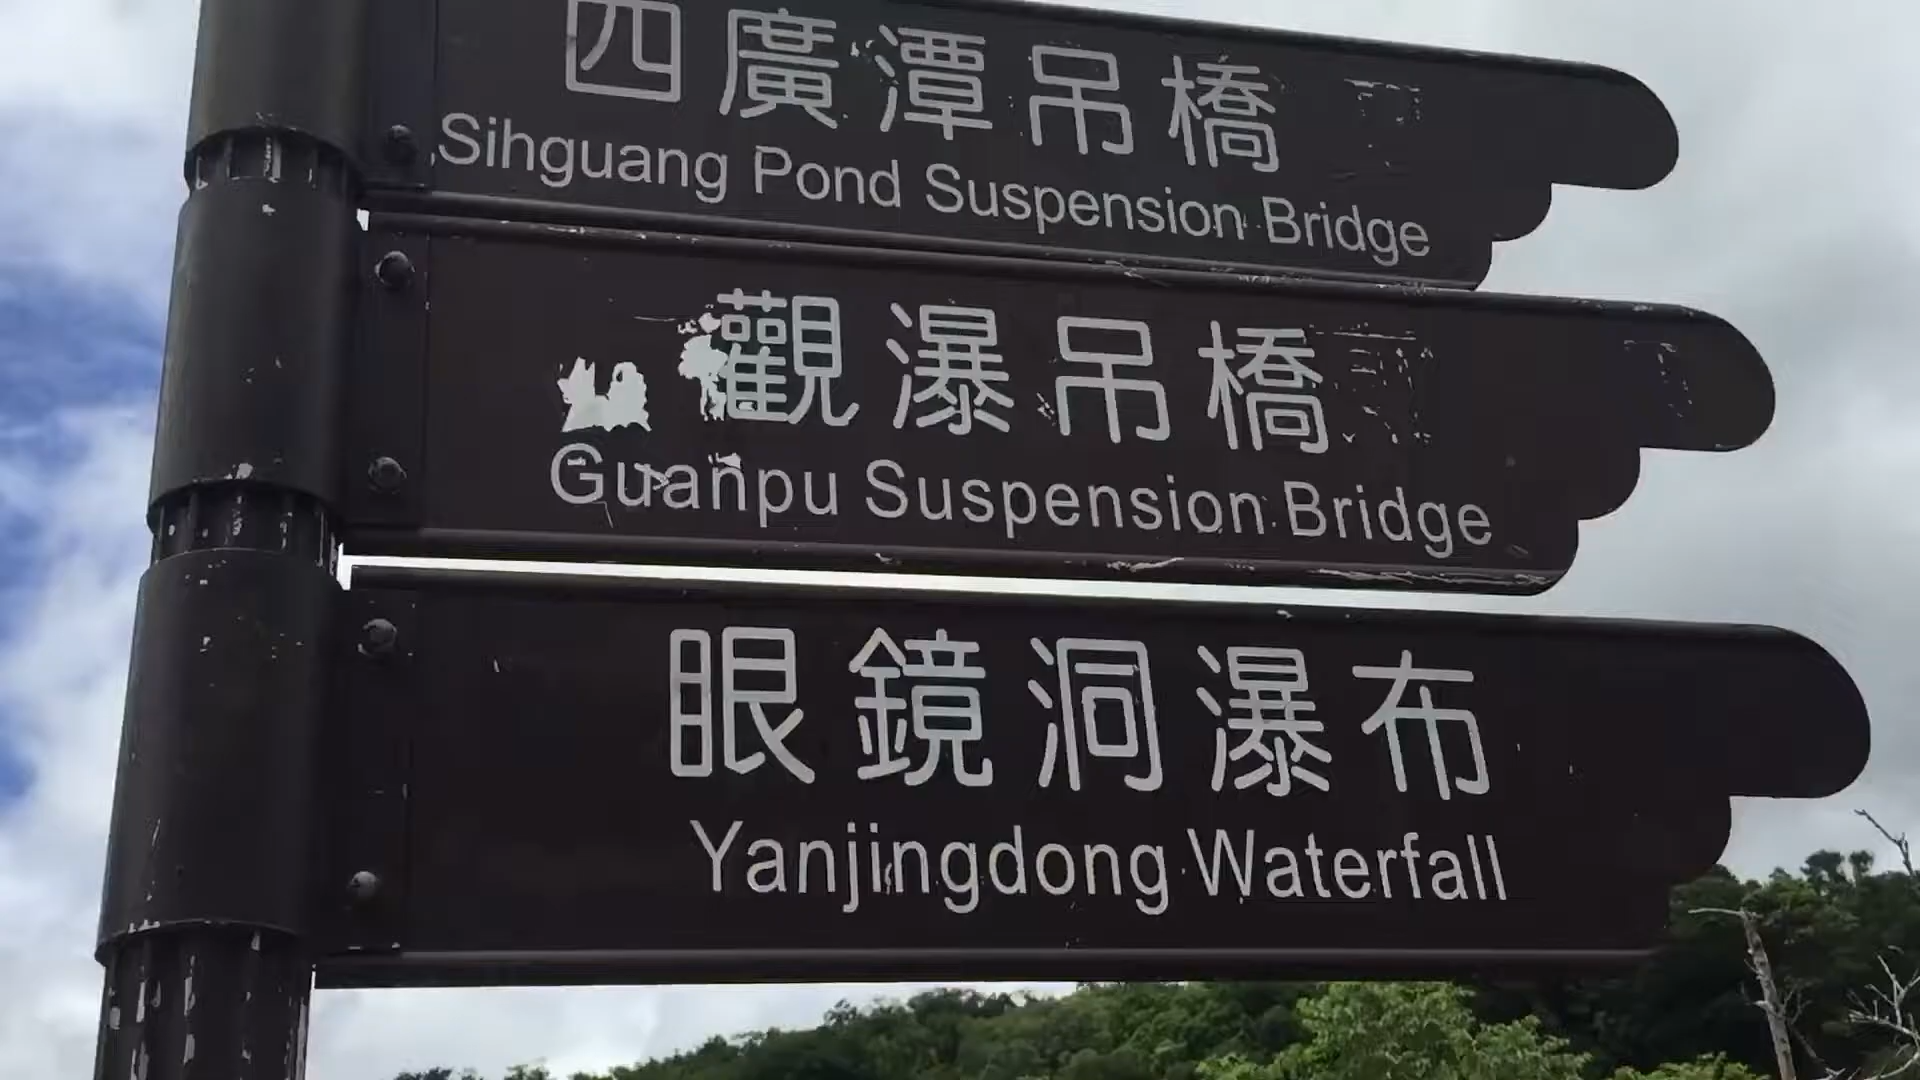 四廣潭吊橋
Sihguang Pond Suspension Bridge
觀瀑吊橋
Guanpu Suspension Bridge
眼鏡洞瀑布
Yanjingdong Waterfall